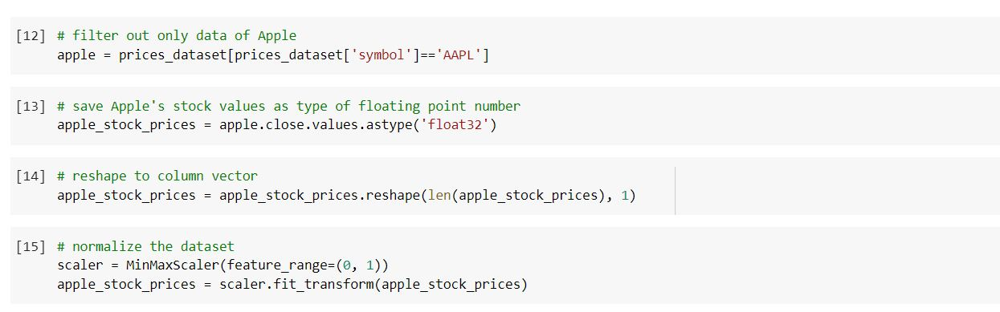 [12] # filter out only data of Apple
apple = prices_dataset[prices_dataset['symbol']=='AAPL']
[13] # save Apple's stock values as type of floating point number
apple_stock_prices = apple.close.values.astype('float32')
[14] # reshape to column vector
apple_stock_prices = apple_stock_prices.reshape(len(apple_stock_prices), 1)
[15] # normalize the dataset
scaler = MinMaxScaler(feature_range=(0, 1))
apple_stock_prices = scaler.fit_transform(apple_stock_prices)